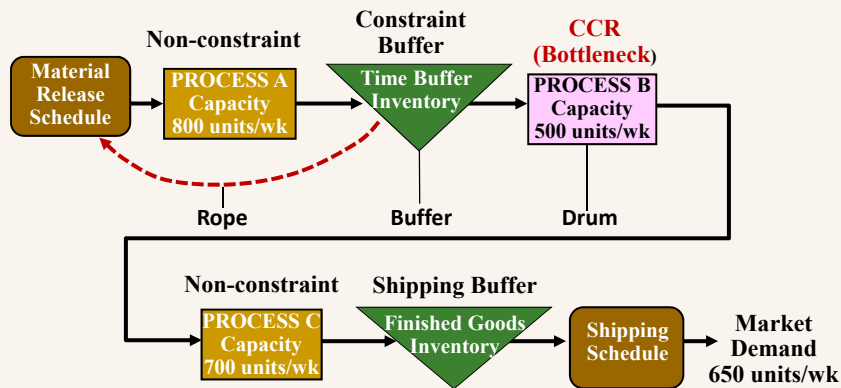 Non-constraint
Constraint
Buffer
CCR
(Bottleneck)
Material
Release
Schedule
PROCESS A
Capacity
800 units/wk
Time Buffer
Inventory
PROCESS B
Capacity
500 units/wk
Rope
Buffer
Drum
Non-constraint
Shipping Buffer
PROCESS C
Capacity
700 units/wk
Finished Goods
Inventory
Shipping
Schedule
Market
Demand
650 units/wk